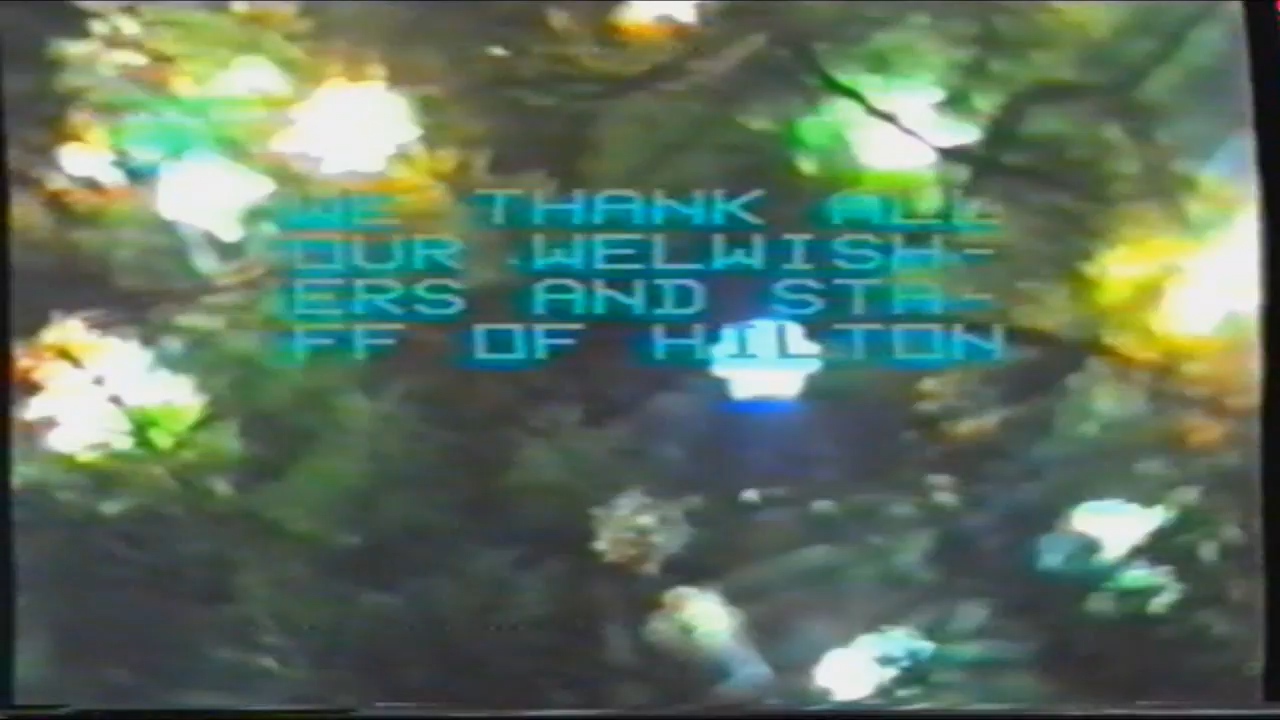 WE THANK ALL
OUR WELWISH-
ERS AND STA-
FF OF HILTON